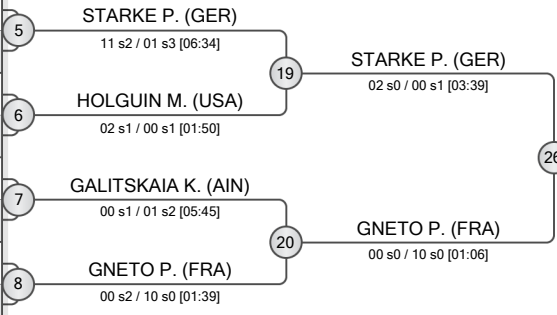 STARKE P. (GER)
5
11 s2 / 01 s3 [06:34]
19
STARKE P. (GER)
02 s0 / 00 s1 [03:39]
HOLGUIN M. (USA)
6
02 s1 / 00 s1 [01:50]
26
GALITSKAIA K. (AIN)
7
00 s1 / 01 s2 [05:45]
20
GNETO P. (FRA)
00 s0 / 10 s0 [01:06]
GNETO P. (FRA)
8
00 s2 / 10 s0 [01:39]